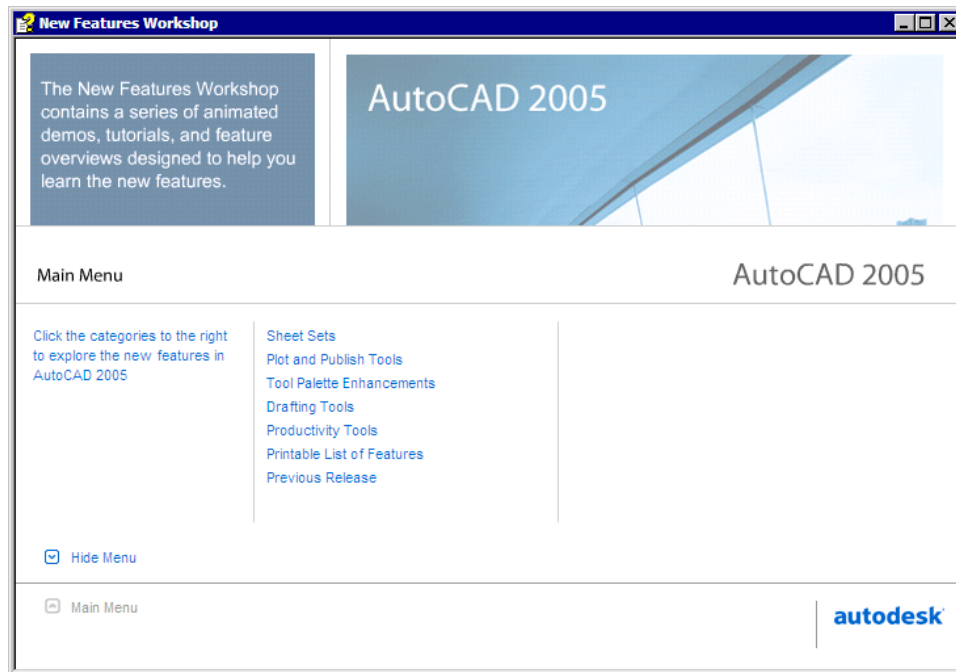 New Features Workshop
The New Features Workshop
contains a series of animated
demos, tutorials, and feature
overviews designed to help you
learn the new features.
AutoCAD 2005
Main Menu
AutoCAD 2005
Click the categories to the right
to explore the new features in
AutoCAD 2005
Sheet Sets
Plot and Publish Tools
Tool Palette Enhancements
Drafting Tools
Productivity Tools
Printable List of Features
Previous Release
Hide Menu
Main Menu
autodesk